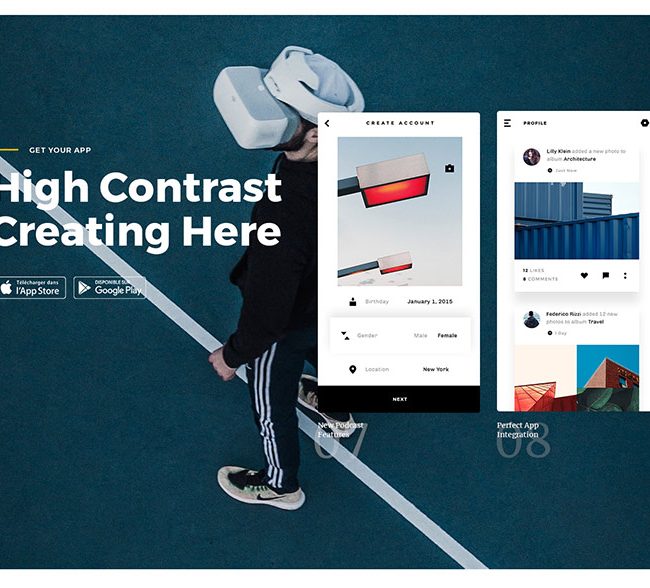 GET YOUR APP
High Contrast
Creating Here
Télécharger dans
l'App Store
DISPONIBLE SUR
Google Play
CREATE ACCOUNT
Birthday January 1, 2015
Gender Male Female
Location New York
NEXT
New Podcast
Features
07
PROFILE
Lilly Klein added a new photo to
album Architecture
Just Now
12 LIKES
8 COMMENTS
Federico Rizzi added 12 new
photos to album Travel
1 Day
Perfect App
Integration
08